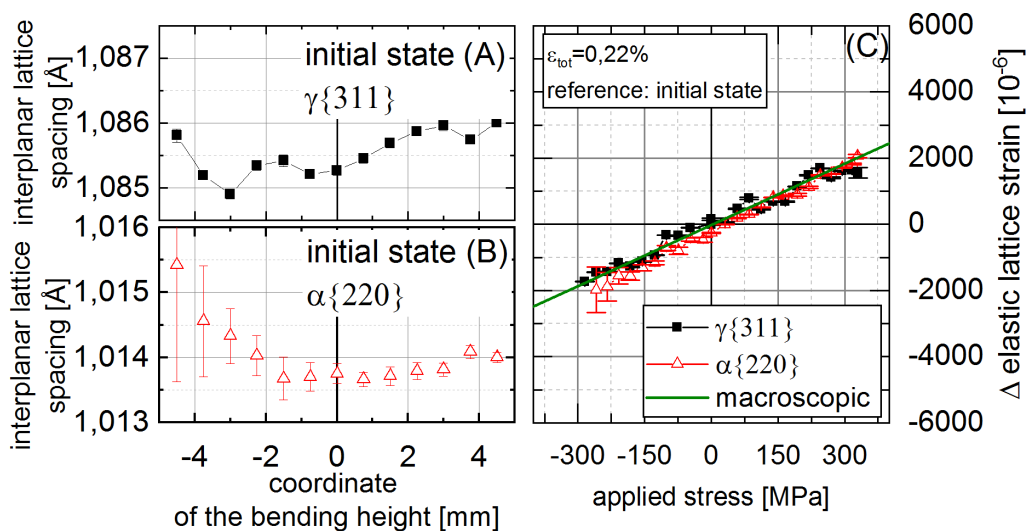 interplanar lattice
spacing [Å]
1,087
1,086
1,085
initial state (A)
γ{311}
interplanar lattice
spacing [Å]
1,016
1,015
1,014
1,013
initial state (B)
α{220}
-4 -2 0 2 4
coordinate
of the bending height [mm]
(C)
εtot=0,22%
reference: initial state
γ{311}
α{220}
macroscopic
-300 -150 0 150 300
applied stress [MPa]
6000
4000
2000
0
-2000
-4000
-6000
Δ elastic lattice strain [10-6]